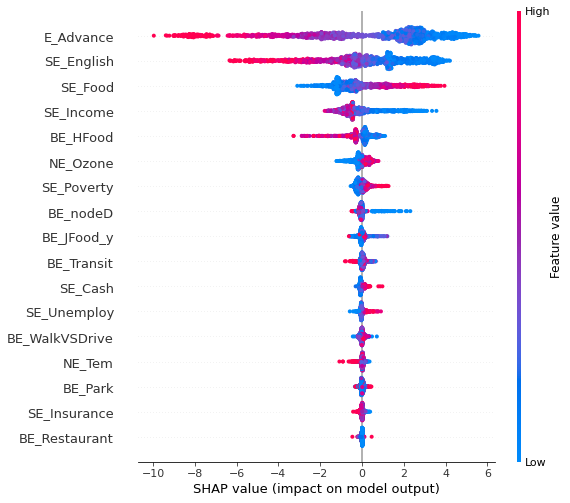 High
E_Advance
SE_English
SE_Food
SE_Income
BE_HFood
NE_Ozone
SE_Poverty
BE_nodeD
BE_JFood_y
BE_Transit
SE_Cash
SE_Unemploy
BE_WalkVSDrive
NE_Tem
BE_Park
SE_Insurance
BE_Restaurant
Feature value
Low
−10 −8 −6 −4 −2 0 2 4 6
SHAP value (impact on model output)